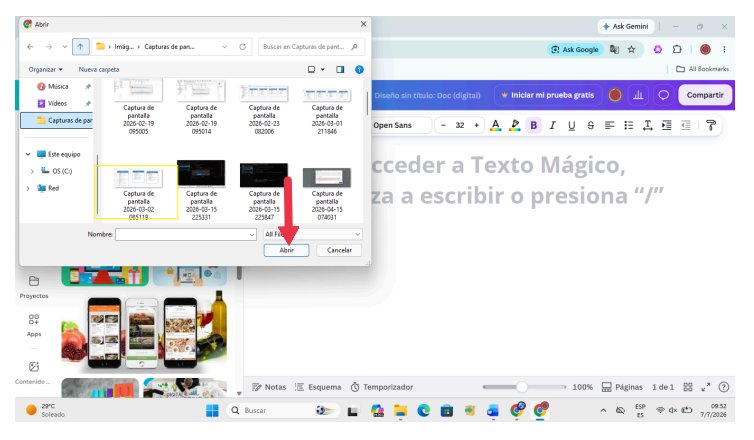 Abrir
Ask Gemini
Imág... > Capturas de pan...
Buscar en Capturas de pant...
Ask Google
Organizar
Nueva carpeta
All Bookmarks
Música
Vídeos
Capturas de pan
Este equipo
OS (C:)
Red
Captura de pantalla 2026-02-19 095005
Captura de pantalla 2026-02-19 095014
Captura de pantalla 2026-02-23 082006
Captura de pantalla 2026-03-01 211846
Captura de pantalla 2026-03-02 085118
Captura de pantalla 2026-03-15 225331
Captura de pantalla 2026-03-15 225847
Captura de pantalla 2026-04-15 074031
Nombre:
All Fil
Abrir
Cancelar
Diseño sin título: Doc (digital)
Iniciar mi prueba gratis
Compartir
Open Sans
− 32 +
A
B I U S
cceder a Texto Mágico,
za a escribir o presiona “/”
Proyectos
Apps
Contenido ...
DIGITAL
Notas
Esquema
Temporizador
100%
Páginas
1 de 1
29°C
Soleado
Buscar
ESP
ES
09:52
7/7/2026